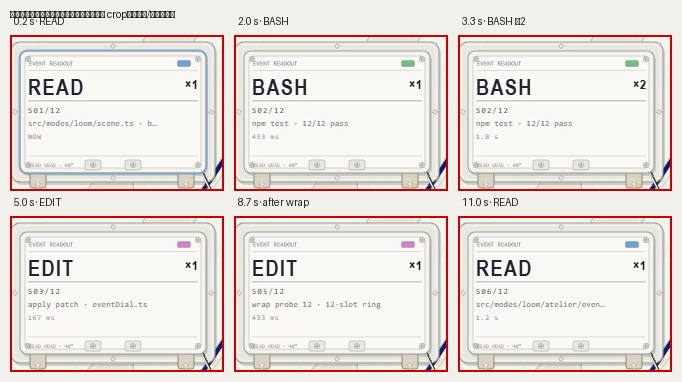 crop
0.2 s · READ
2.0 s · BASH
3.3 s · BASH
EVENT READOUT
READ
×1
S01/12
src/modes/loom/scene.ts · b…
NOW
READ HEAD · 40°
EVENT READOUT
BASH
×1
S02/12
npm test · 12/12 pass
433 ms
READ HEAD · 40°
EVENT READOUT
BASH
×2
S02/12
npm test · 12/12 pass
1.8 s
READ HEAD · 40°
5.0 s · EDIT
8.7 s · after wrap
11.0 s · READ
EVENT READOUT
EDIT
×1
S03/12
apply patch · eventDial.ts
167 ms
READ HEAD · 40°
EVENT READOUT
EDIT
×1
S05/12
wrap probe 12 · 12-slot ring
433 ms
READ HEAD · 40°
EVENT READOUT
READ
×1
S06/12
src/modes/loom/atelier/even…
1.2 s
READ HEAD · 40°